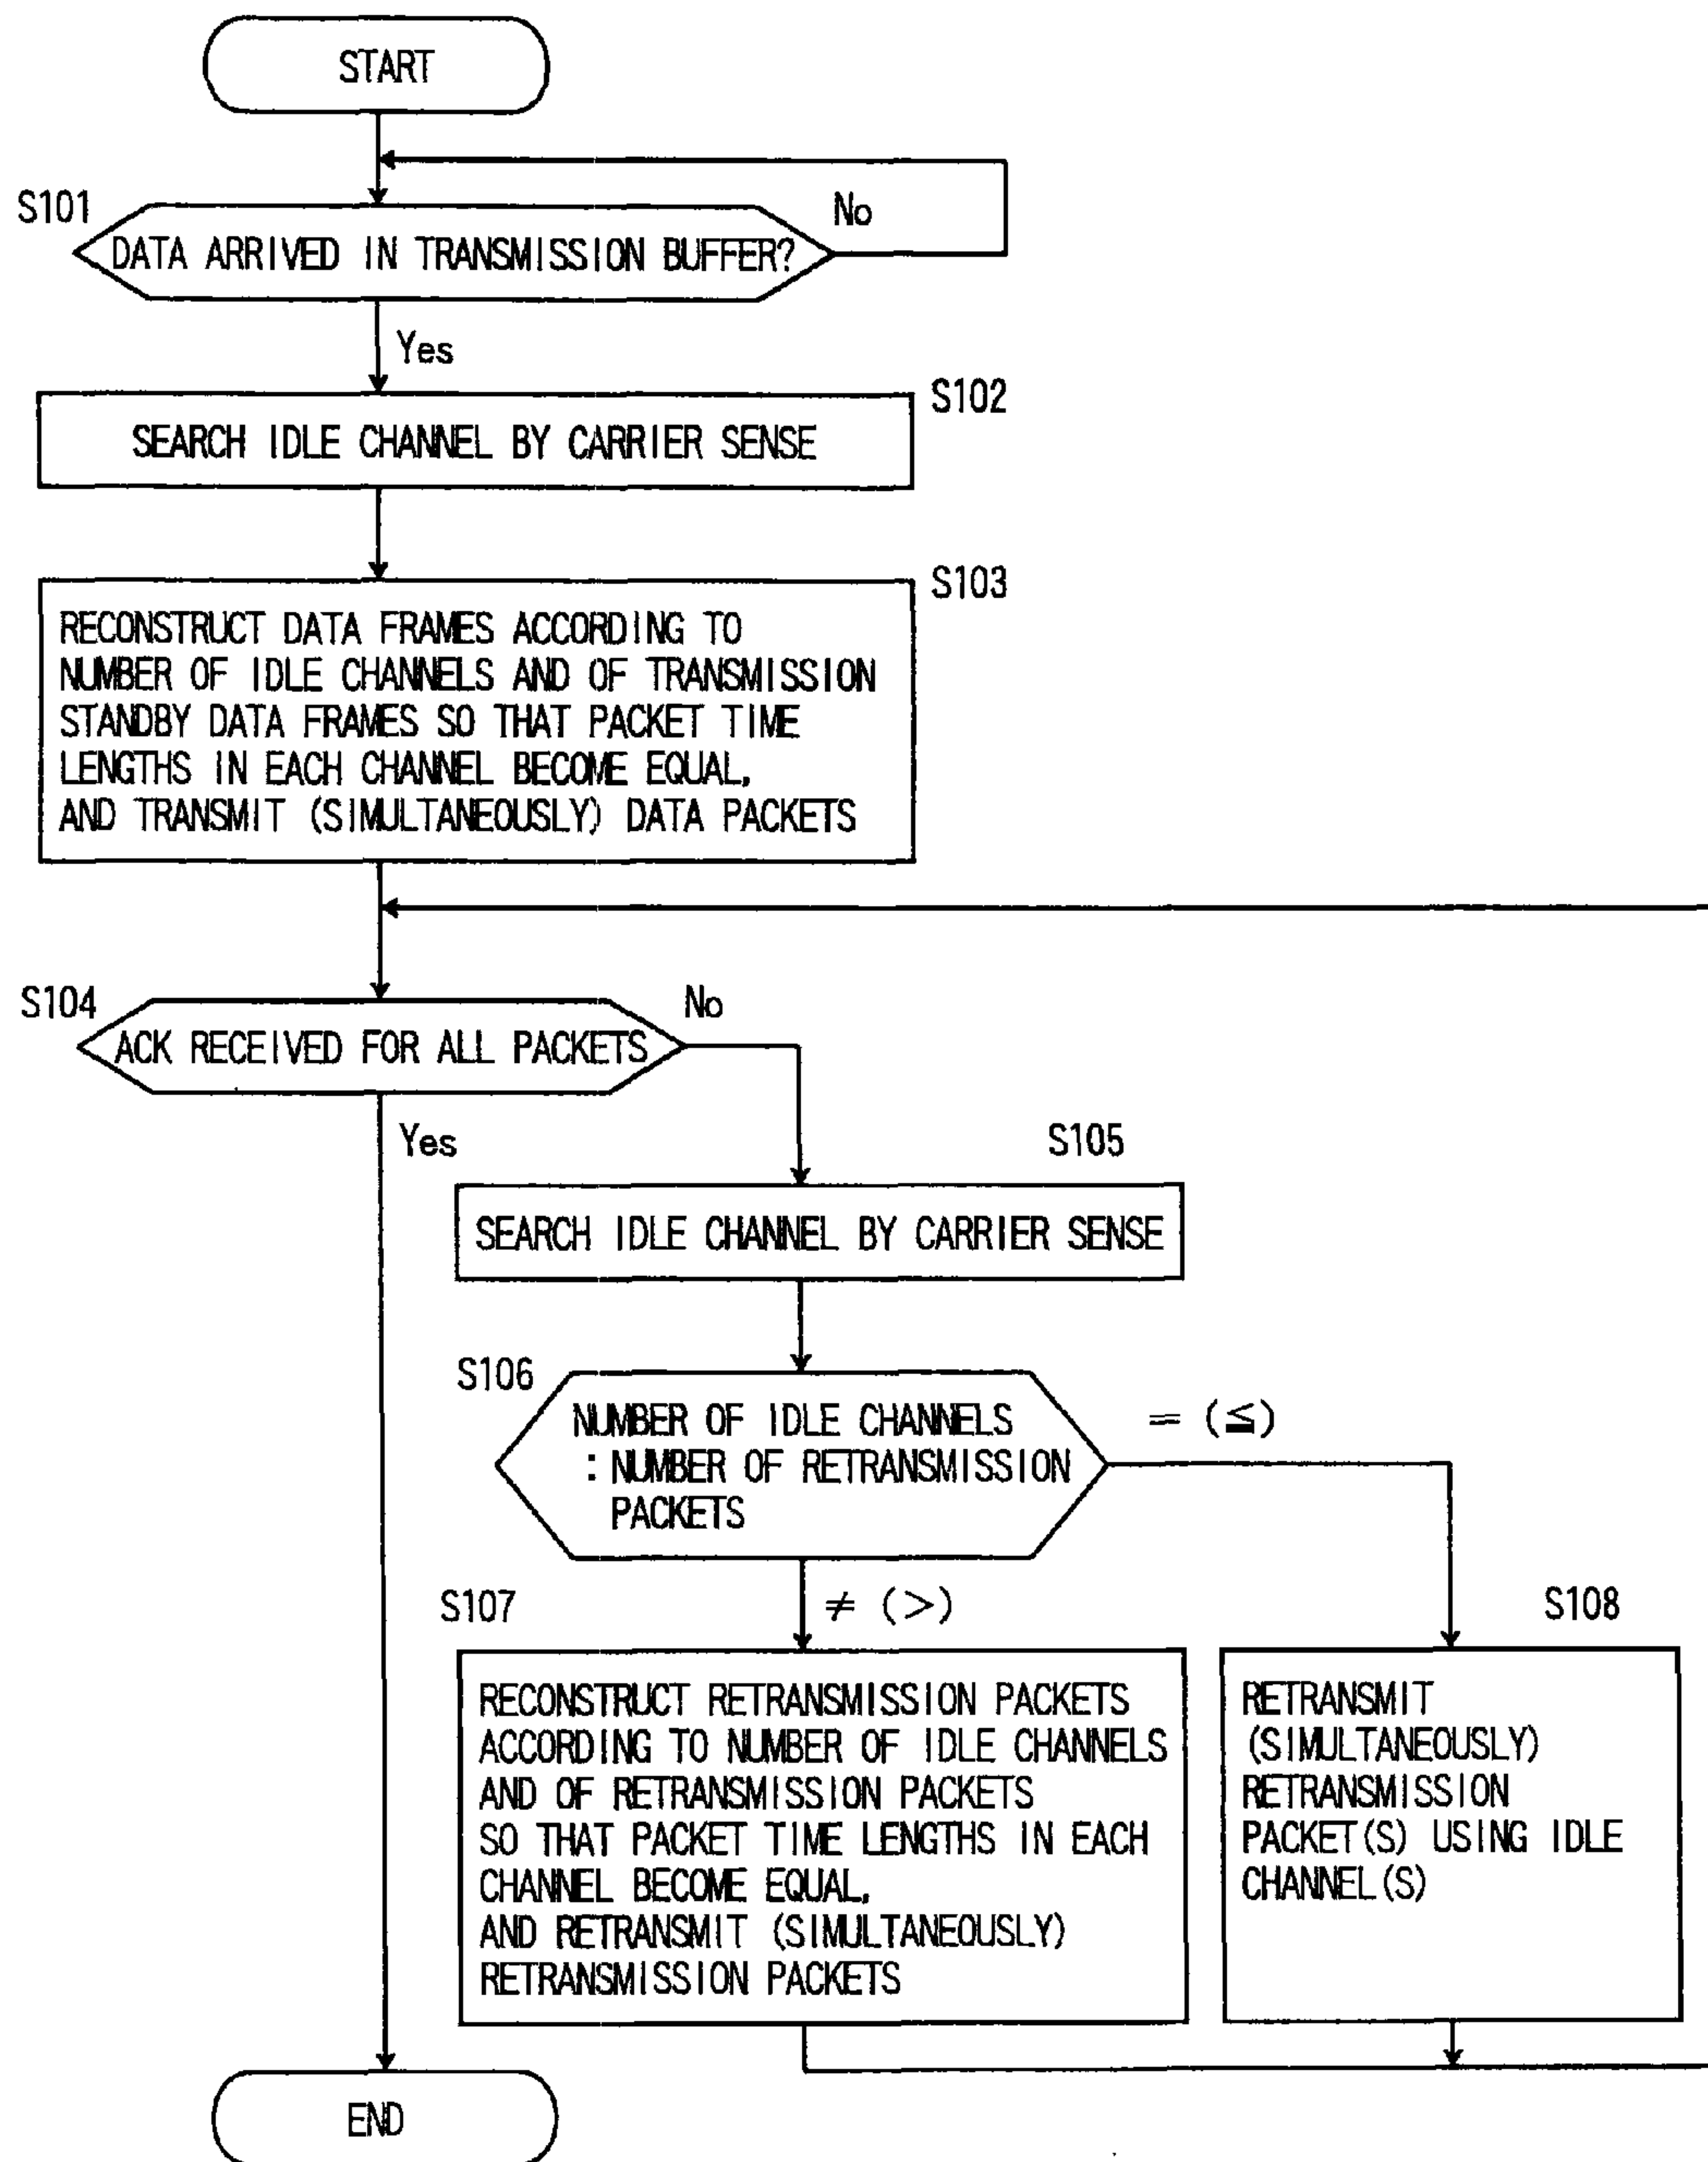 START
S101
No
DATA ARRIVED IN TRANSMISSION BUFFER?
Yes
S102
SEARCH IDLE CHANNEL BY CARRIER SENSE
S103
RECONSTRUCT DATA FRAMES ACCORDING TO
NUMBER OF IDLE CHANNELS AND OF TRANSMISSION
STANDBY DATA FRAMES SO THAT PACKET TIME
LENGTHS IN EACH CHANNEL BECOME EQUAL,
AND TRANSMIT (SIMULTANEOUSLY) DATA PACKETS
S104
No
ACK RECEIVED FOR ALL PACKETS
Yes
S105
SEARCH IDLE CHANNEL BY CARRIER SENSE
S106
NUMBER OF IDLE CHANNELS
: NUMBER OF RETRANSMISSION
PACKETS
= (≦)
≠ (>)
S107
RECONSTRUCT RETRANSMISSION PACKETS
ACCORDING TO NUMBER OF IDLE CHANNELS
AND OF RETRANSMISSION PACKETS
SO THAT PACKET TIME LENGTHS IN EACH
CHANNEL BECOME EQUAL,
AND RETRANSMIT (SIMULTANEOUSLY)
RETRANSMISSION PACKETS
S108
RETRANSMIT
(SIMULTANEOUSLY)
RETRANSMISSION
PACKET(S) USING IDLE
CHANNEL(S)
END